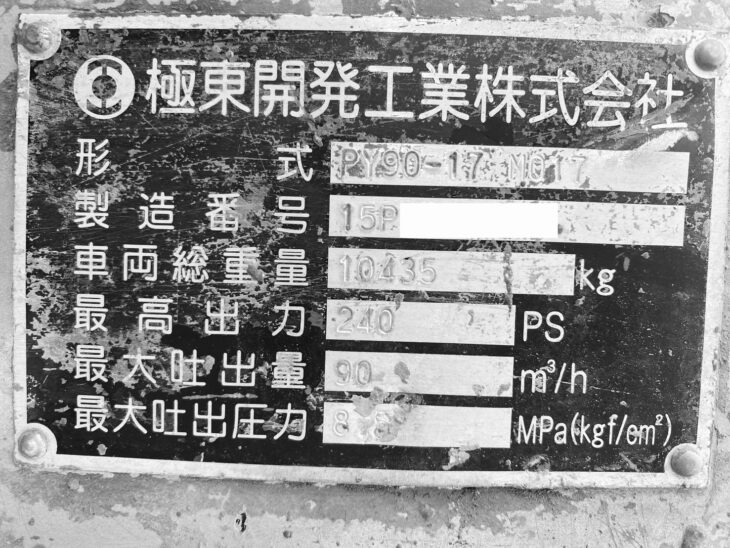 極東開発工業株式会社
形式 PY90-17 N017
製造番号 15P
車両総重量 10435 kg
最高出力 240 PS
最大吐出量 90 m³/h
最大吐出圧力 MPa(kgf/cm²)